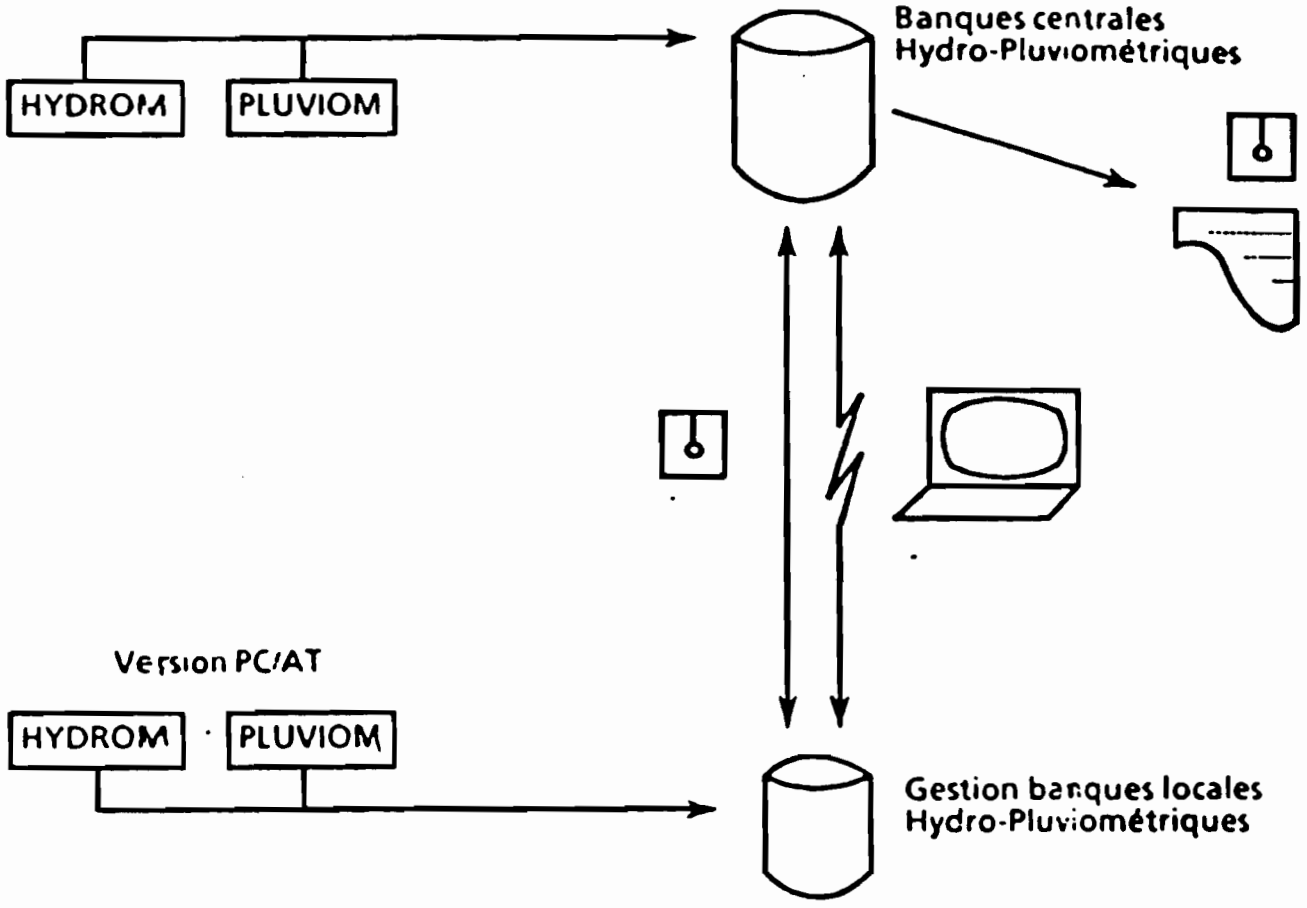 Banques centrales
Hydro-Pluviométriques
HYDROM
PLUVIOM
Version PC/AT
HYDROM
PLUVIOM
Gestion banques locales
Hydro-Pluviométriques